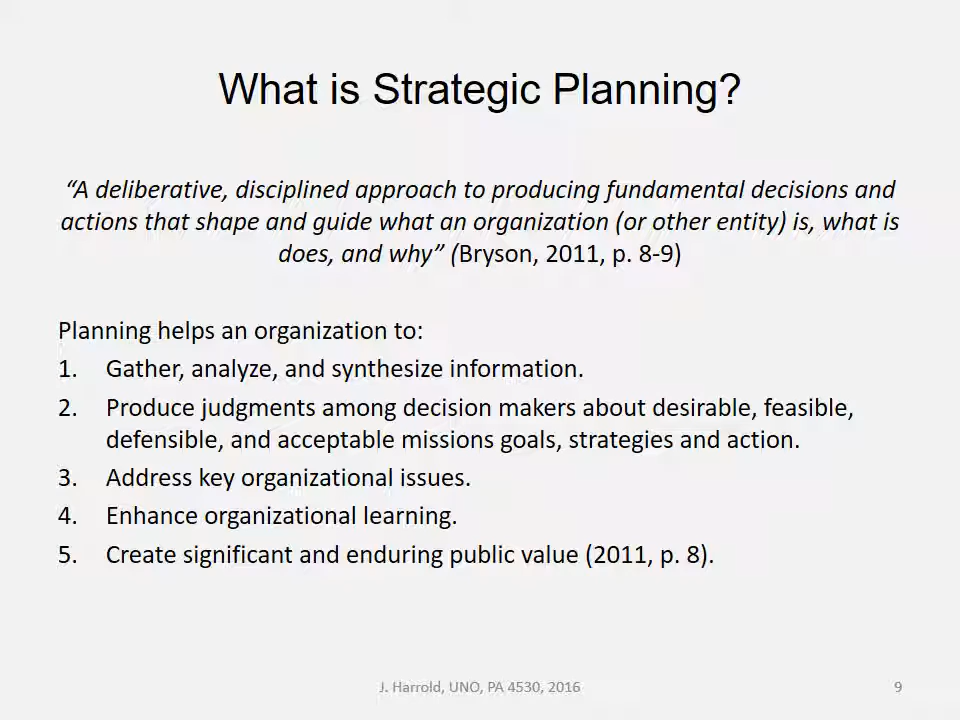 What is Strategic Planning?
“A deliberative, disciplined approach to producing fundamental decisions and
actions that shape and guide what an organization (or other entity) is, what is
does, and why” (Bryson, 2011, p. 8-9)
Planning helps an organization to:
1. Gather, analyze, and synthesize information.
2. Produce judgments among decision makers about desirable, feasible,
defensible, and acceptable missions goals, strategies and action.
3. Address key organizational issues.
4. Enhance organizational learning.
5. Create significant and enduring public value (2011, p. 8).
J. Harrold, UNO, PA 4530, 2016
9